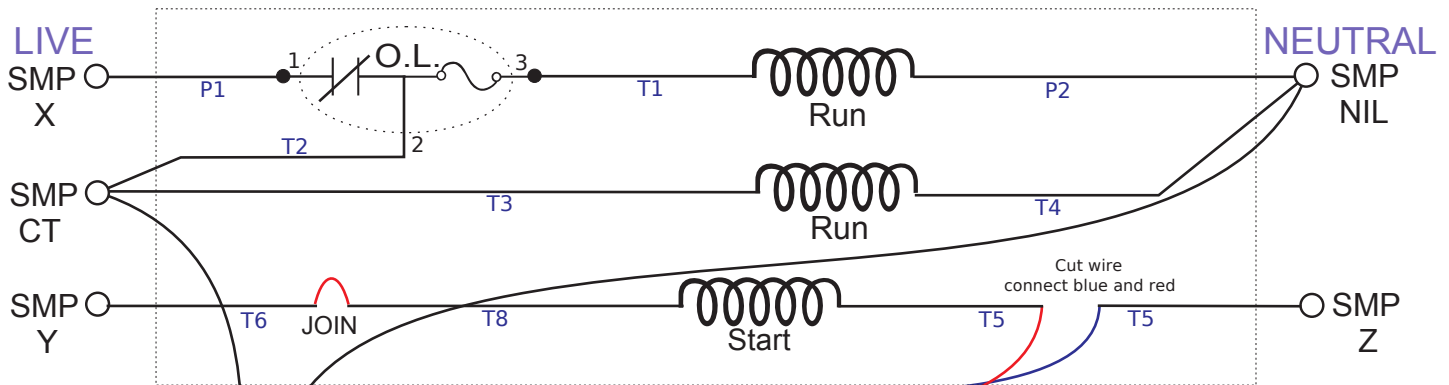 LIVE
NEUTRAL
SMP
X
P1
1
O.L.
3
T1
Run
P2
SMP
NIL
T2
2
SMP
CT
T3
Run
T4
Cut wire
connect blue and red
SMP
Y
T6
JOIN
T8
Start
T5
T5
SMP
Z